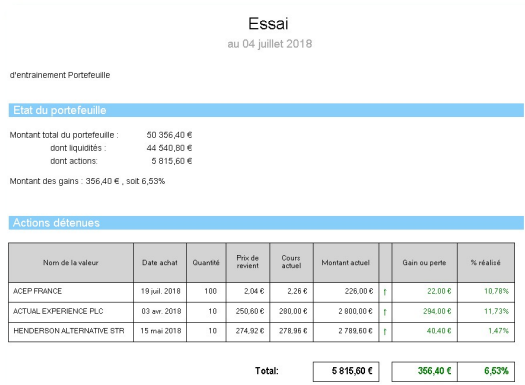 Essai
au 04 juillet 2018
d'entrainement Portefeuille
Etat du portefeuille
Montant total du portefeuille : 50 356,40 €
dont liquidités : 44 540,80 €
dont actions: 5 815,60 €
Montant des gains : 356,40 € , soit 6,53%
Actions détenues
Nom de la valeur Date achat Quantité Prix de revient Cours actuel Montant actuel Gain ou perte % réalisé
ACEP FRANCE 19 juil. 2018 100 2,04 € 2,26 € 226,00 € ↑ 22,00 € 10,78%
ACTUAL EXPERIENCE PLC 03 avr. 2018 10 250,60 € 280,00 € 2 800,00 € ↑ 294,00 € 11,73%
HENDERSON ALTERNATIVE STR 15 mai 2018 10 274,92 € 278,96 € 2 789,60 € ↑ 40,40 € 1,47%
Total: 5 815,60 € 356,40 € 6,53%